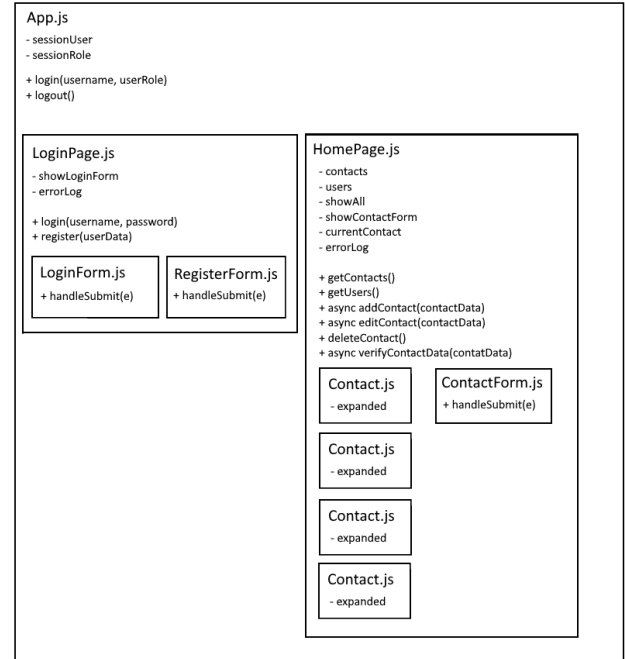 App.js
- sessionUser
- sessionRole
+ login(username, userRole)
+ logout()
LoginPage.js
- showLoginForm
- errorLog
+ login(username, password)
+ register(userData)
LoginForm.js
+ handleSubmit(e)
RegisterForm.js
+ handleSubmit(e)
HomePage.js
- contacts
- users
- showAll
- showContactForm
- currentContact
- errorLog
+ getContacts()
+ getUsers()
+ async addContact(contactData)
+ async editContact(contactData)
+ deleteContact()
+ async verifyContactData(contatData)
Contact.js
- expanded
ContactForm.js
+ handleSubmit(e)
Contact.js
- expanded
Contact.js
- expanded
Contact.js
- expanded